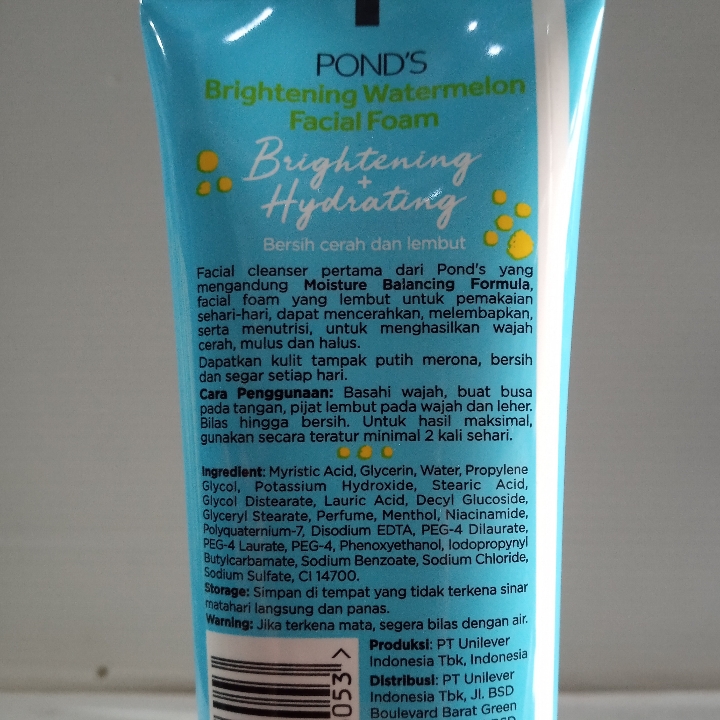 POND'S
Brightening Watermelon
Facial Foam
Brightening
+
Hydrating
Bersih cerah dan lembut
Facial cleanser pertama dari Pond's yang
mengandung Moisture Balancing Formula,
facial foam yang lembut untuk pemakaian
sehari-hari, dapat mencerahkan, melembapkan,
serta menutrisi, untuk menghasilkan wajah
cerah, mulus dan halus.
Dapatkan kulit tampak putih merona, bersih
dan segar setiap hari.
Cara Penggunaan: Basahi wajah, buat busa
pada tangan, pijat lembut pada wajah dan leher.
Bilas hingga bersih. Untuk hasil maksimal,
gunakan secara teratur minimal 2 kali sehari.
Ingredient: Myristic Acid, Glycerin, Water, Propylene
Glycol, Potassium Hydroxide, Stearic Acid,
Glycol Distearate, Lauric Acid, Decyl Glucoside,
Glyceryl Stearate, Perfume, Menthol, Niacinamide,
Polyquaternium-7, Disodium EDTA, PEG-4 Dilaurate,
PEG-4 Laurate, PEG-4, Phenoxyethanol, Iodopropynyl
Butylcarbamate, Sodium Benzoate, Sodium Chloride,
Sodium Sulfate, CI 14700.
Storage: Simpan di tempat yang tidak terkena sinar
matahari langsung dan panas.
Warning: Jika terkena mata, segera bilas dengan air.
053>
Produksi: PT Unilever
Indonesia Tbk, Indonesia
Distribusi: PT Unilever
Indonesia Tbk, Jl. BSD
Boulevard Barat Green